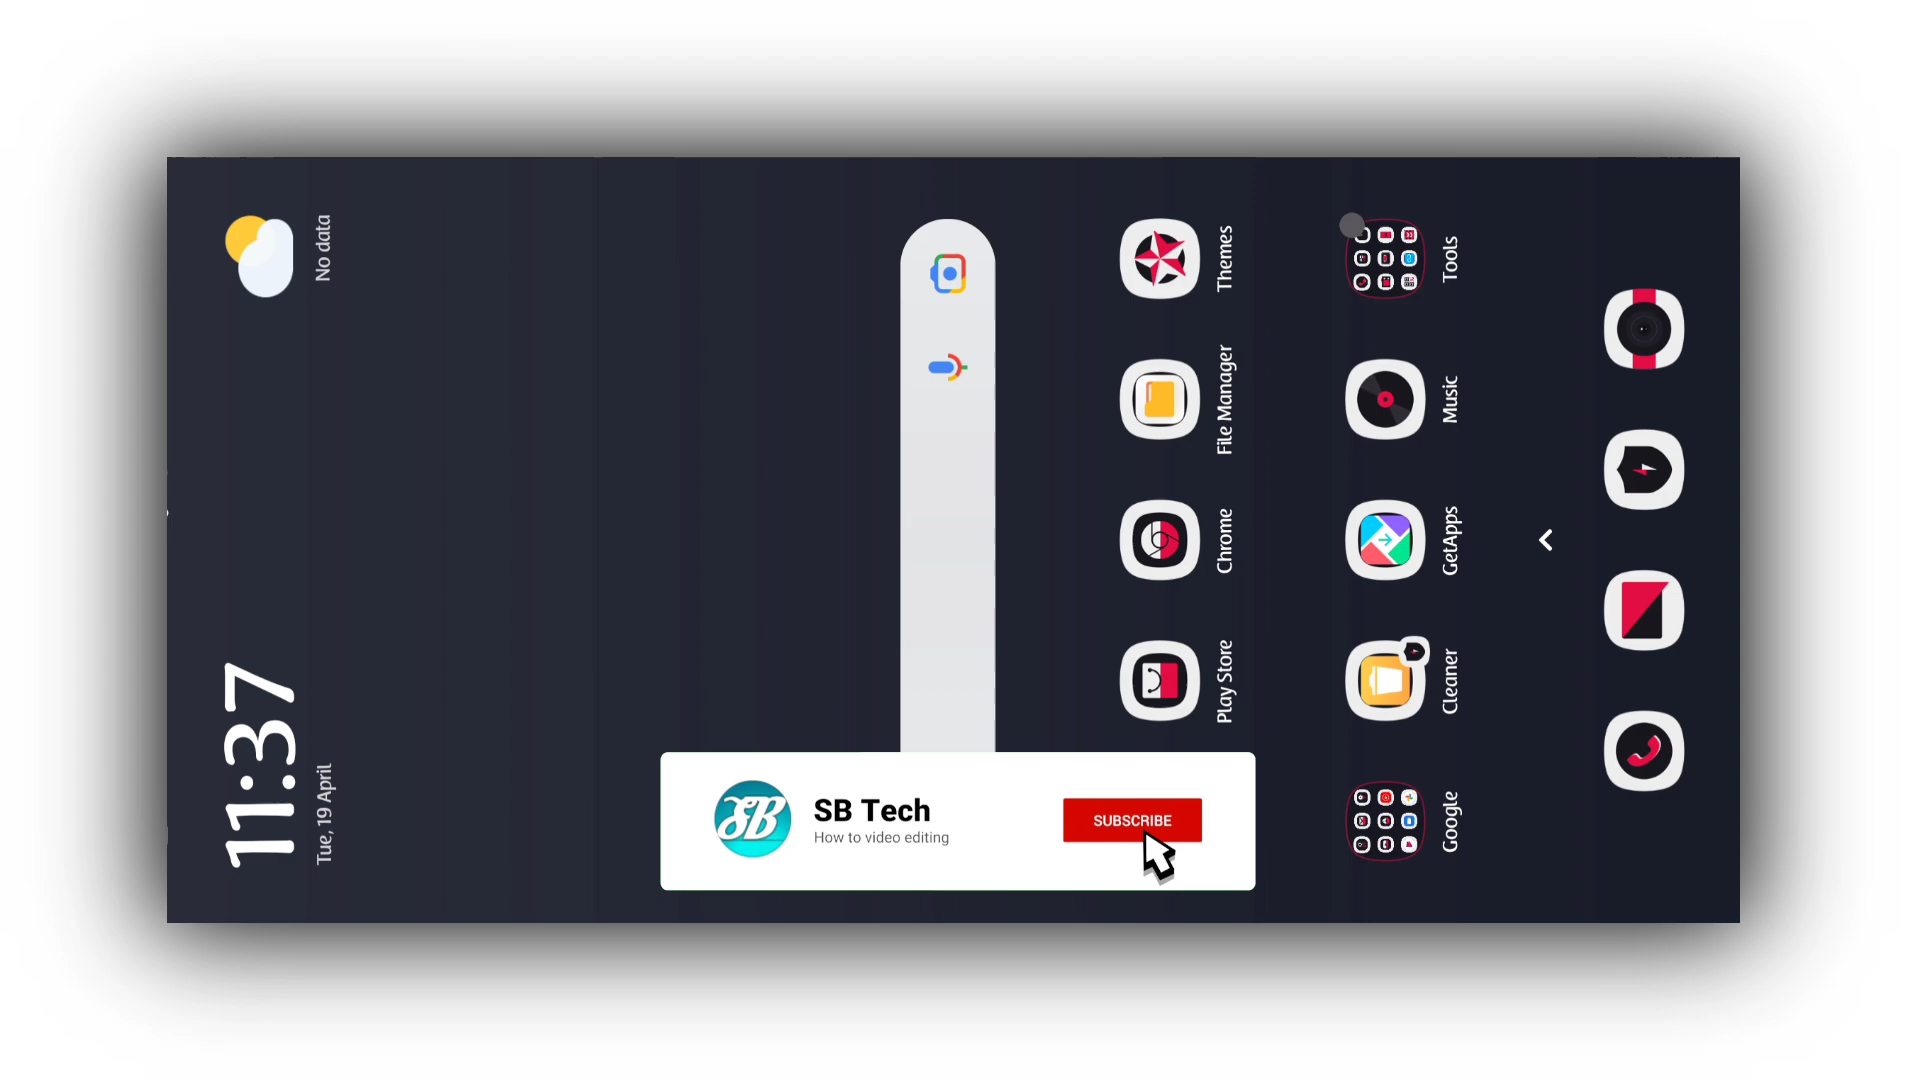 11:37
Tue, 19 April
No data
Play Store
Chrome
File Manager
Themes
Google
Cleaner
GetApps
Music
Tools
SB
SB Tech
How to video editing
SUBSCRIBE